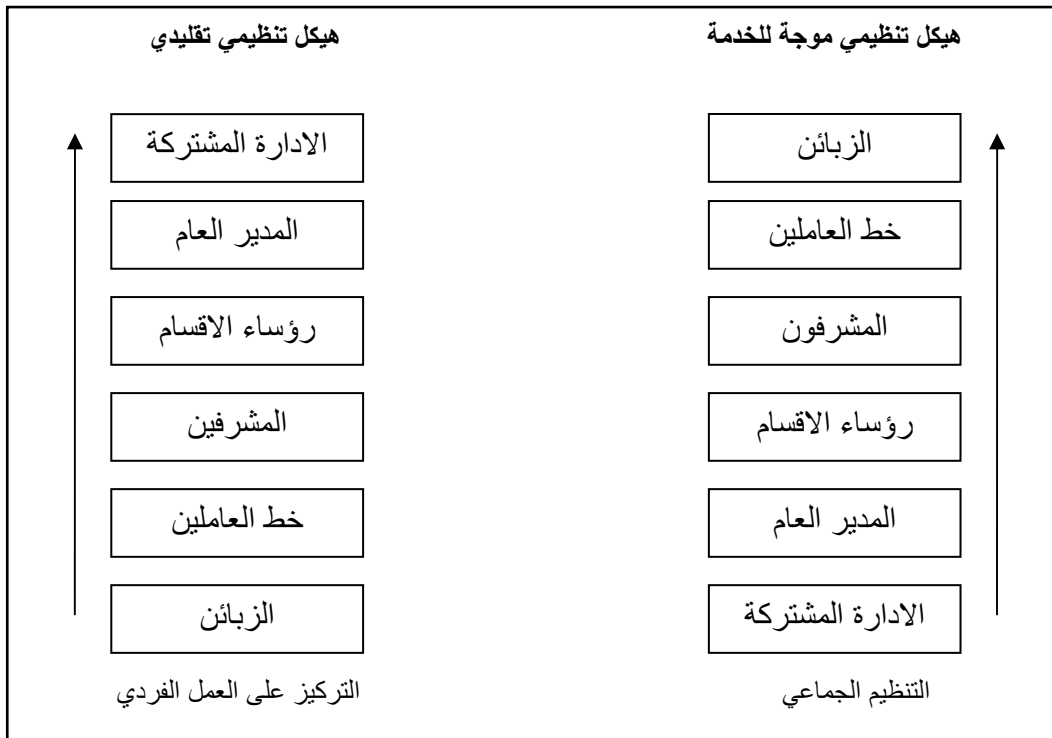 هيكل تنظيمي موجة للخدمة
الزبائن
خط العاملين
المشرفون
رؤساء الاقسام
المدير العام
الادارة المشتركة
التنظيم الجماعي
هيكل تنظيمي تقليدي
الادارة المشتركة
المدير العام
رؤساء الاقسام
المشرفين
خط العاملين
الزبائن
التركيز على العمل الفردي